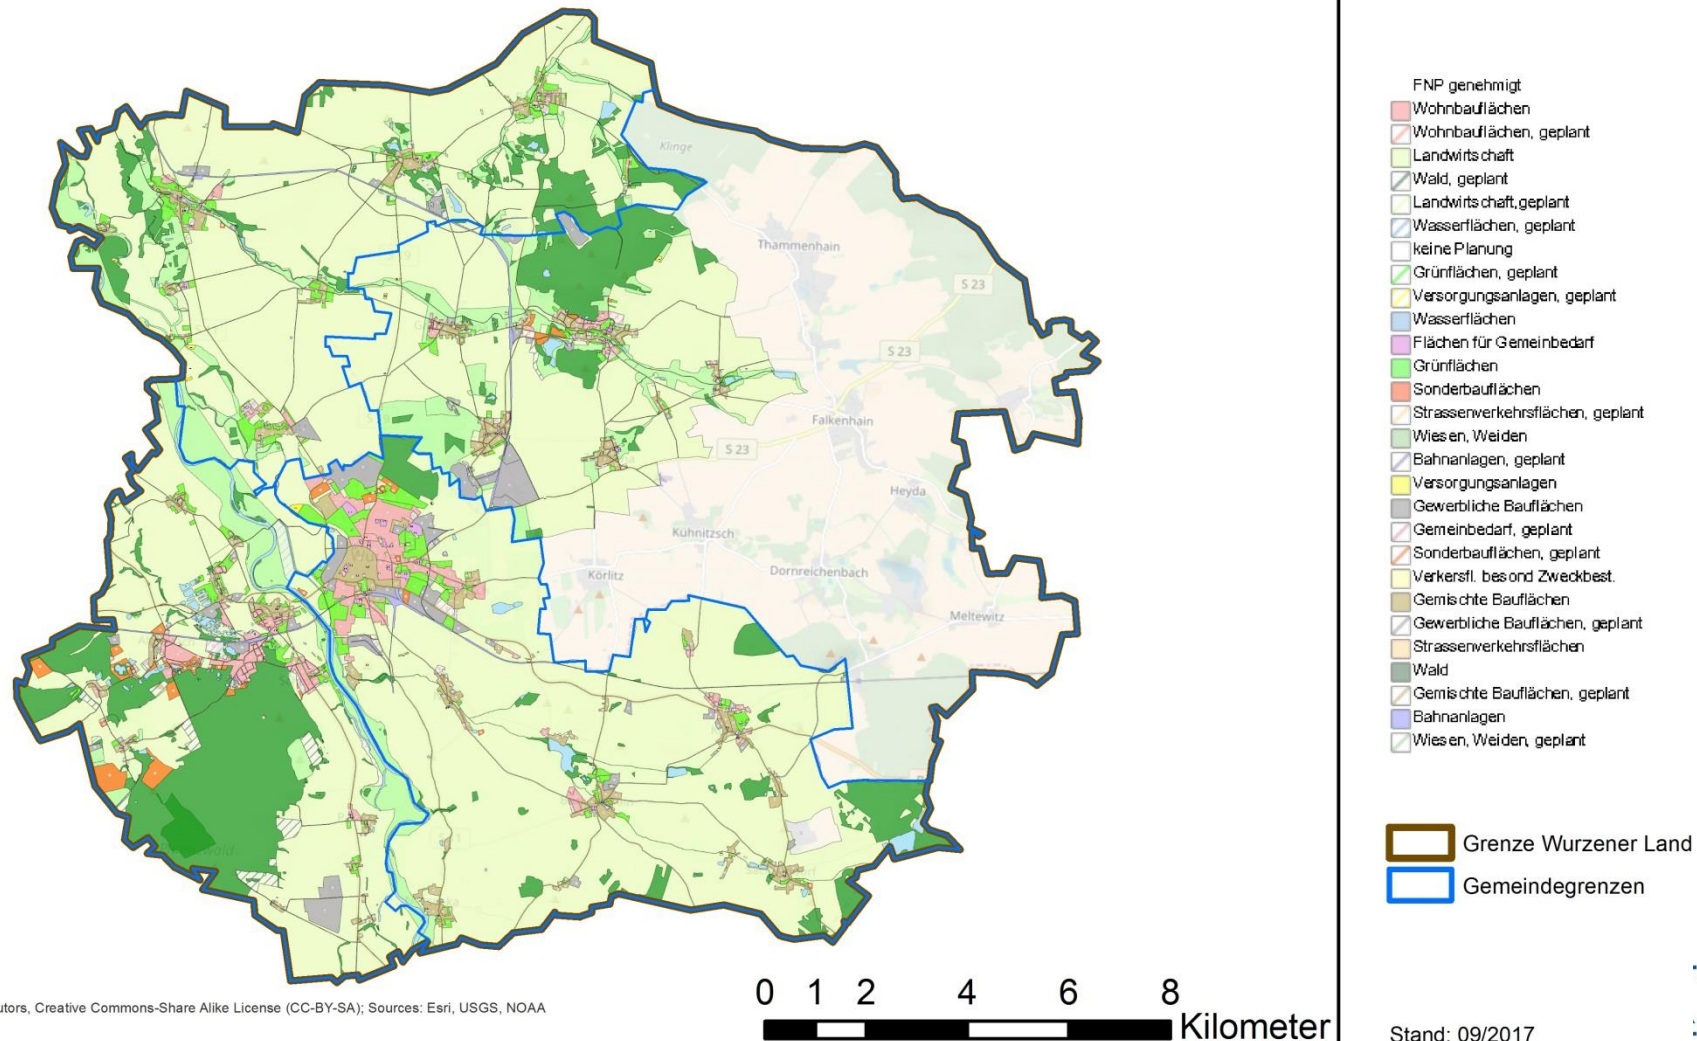 Klinge
Thammenhain
S 23
S 23
Falkenhain
S 23
Heyda
Kühnitzsch
Körlitz
Dornreichenbach
Meltewitz
utors, Creative Commons-Share Alike License (CC-BY-SA); Sources: Esri, USGS, NOAA
0 1 2 4 6 8
Kilometer
FNP genehmigt
Wohnbauflächen
Wohnbauflächen, geplant
Landwirtschaft
Wald, geplant
Landwirtschaft,geplant
Wasserflächen, geplant
keine Planung
Grünflächen, geplant
Versorgungsanlagen, geplant
Wasserflächen
Flächen für Gemeinbedarf
Grünflächen
Sonderbauflächen
Strassenverkehrsflächen, geplant
Wiesen, Weiden
Bahnanlagen, geplant
Versorgungsanlagen
Gewerbliche Bauflächen
Gemeinbedarf, geplant
Sonderbauflächen, geplant
Verkersfl. besond Zweckbest.
Gemischte Bauflächen
Gewerbliche Bauflächen, geplant
Strassenverkehrsflächen
Wald
Gemischte Bauflächen, geplant
Bahnanlagen
Wiesen, Weiden, geplant
Grenze Wurzener Land
Gemeindegrenzen
Stand: 09/2017